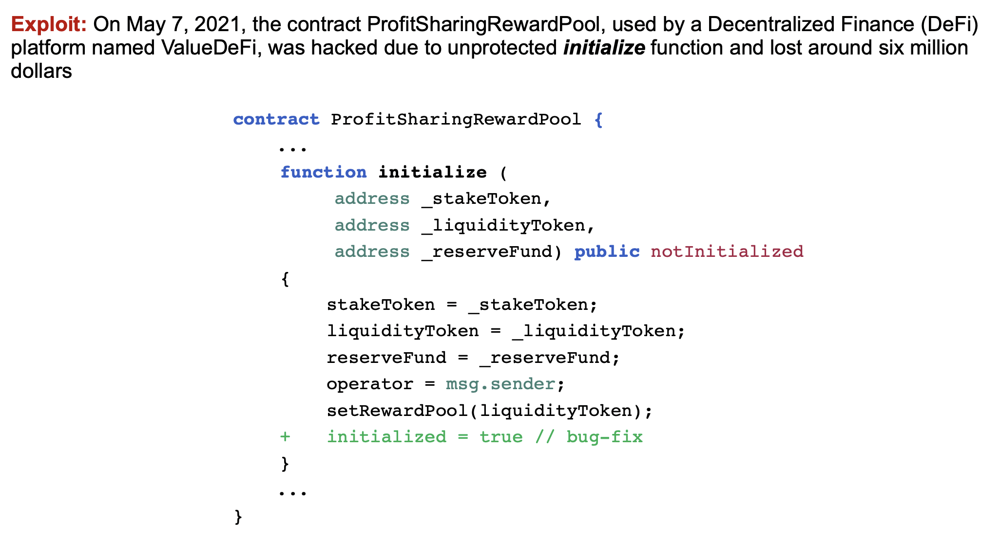 Exploit: On May 7, 2021, the contract ProfitSharingRewardPool, used by a Decentralized Finance (DeFi)
platform named ValueDeFi, was hacked due to unprotected initialize function and lost around six million
dollars
contract ProfitSharingRewardPool {
...
function initialize (
address _stakeToken,
address _liquidityToken,
address _reserveFund) public notInitialized
{
stakeToken = _stakeToken;
liquidityToken = _liquidityToken;
reserveFund = _reserveFund;
operator = msg.sender;
setRewardPool(liquidityToken);
+ initialized = true // bug-fix
}
...
}